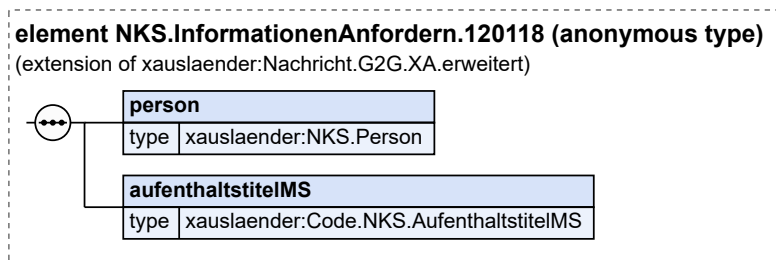 element NKS.InformationenAnfordern.120118 (anonymous type)
(extension of xauslaender:Nachricht.G2G.XA.erweitert)
person
type xauslaender:NKS.Person
aufenthaltstitelMS
type xauslaender:Code.NKS.AufenthaltstitelMS